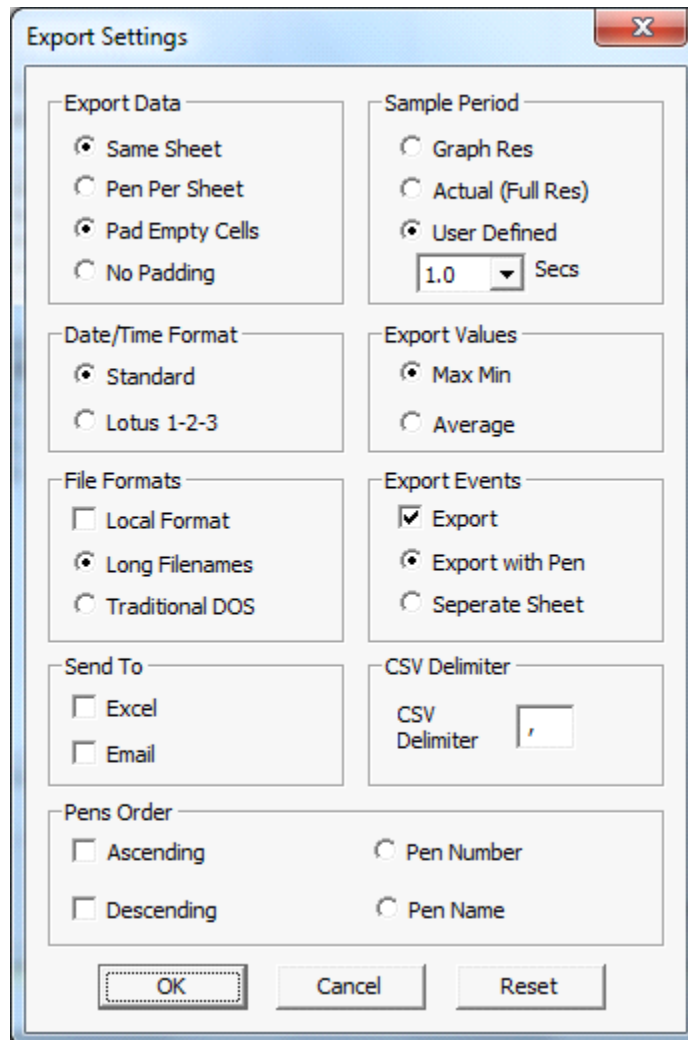 Export Settings
Export Data
Same Sheet
Pen Per Sheet
Pad Empty Cells
No Padding
Sample Period
Graph Res
Actual (Full Res)
User Defined
1.0 Secs
Date/Time Format
Standard
Lotus 1-2-3
Export Values
Max Min
Average
File Formats
Local Format
Long Filenames
Traditional DOS
Export Events
Export
Export with Pen
Seperate Sheet
Send To
Excel
Email
CSV Delimiter
CSV
Delimiter ,
Pens Order
Ascending
Descending
Pen Number
Pen Name
OK Cancel Reset